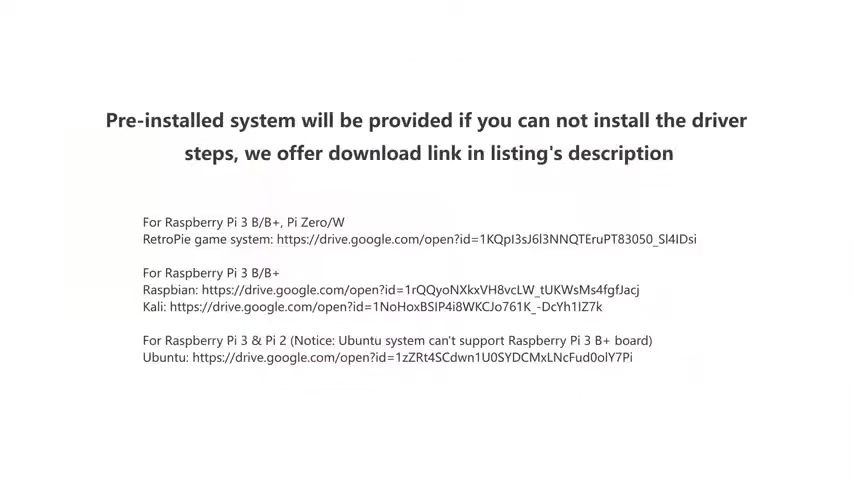 Pre-installed system will be provided if you can not install the driver
steps, we offer download link in listing's description
For Raspberry Pi 3 B/B+, Pi Zero/W
RetroPie game system: https://drive.google.com/open?id=1KQpI3sJ6l3NNQTEruPT83050_Sl4IDsi
For Raspberry Pi 3 B/B+
Raspbian: https://drive.google.com/open?id=1rQQyoNXkxVH8vcLW_tUKWsMs4fgfJacj
Kali: https://drive.google.com/open?id=1NoHoxBSIP4i8WKCJo761K_-DcYh1IZ7k
For Raspberry Pi 3 & Pi 2 (Notice: Ubuntu system can't support Raspberry Pi 3 B+ board)
Ubuntu: https://drive.google.com/open?id=1zZRt4SCdwn1U0SYDCMxLNcFud0olY7Pi